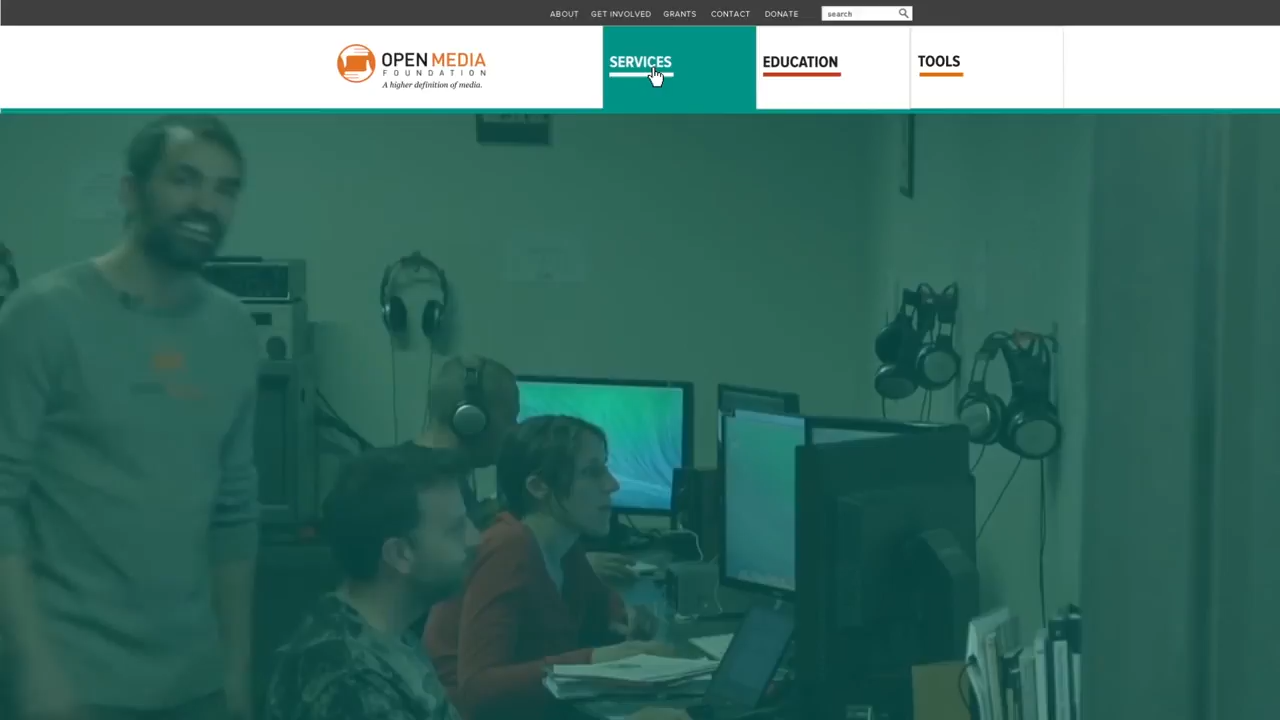 ABOUT GET INVOLVED GRANTS CONTACT DONATE search
OPEN MEDIA
FOUNDATION
A higher definition of media.
SERVICES EDUCATION TOOLS